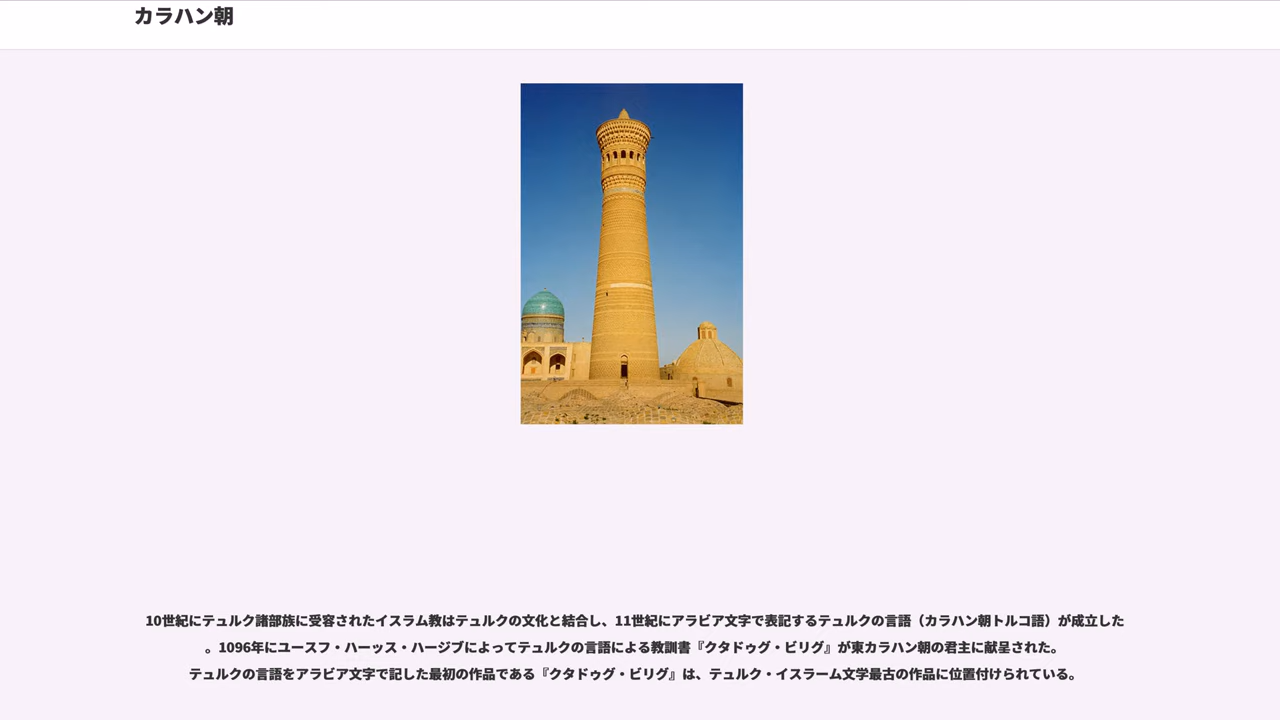 カラハン朝
10世紀にテュルク諸部族に受容されたイスラム教はテュルクの文化と結合し、11世紀にアラビア文字で表記するテュルクの言語（カラハン朝トルコ語）が成立した
。1096年にユースフ・ハーッス・ハージブによってテュルクの言語による教訓書『クタドゥグ・ビリグ』が東カラハン朝の君主に献呈された。
テュルクの言語をアラビア文字で記した最初の作品である『クタドゥグ・ビリグ』は、テュルク・イスラーム文学最古の作品に位置付けられている。